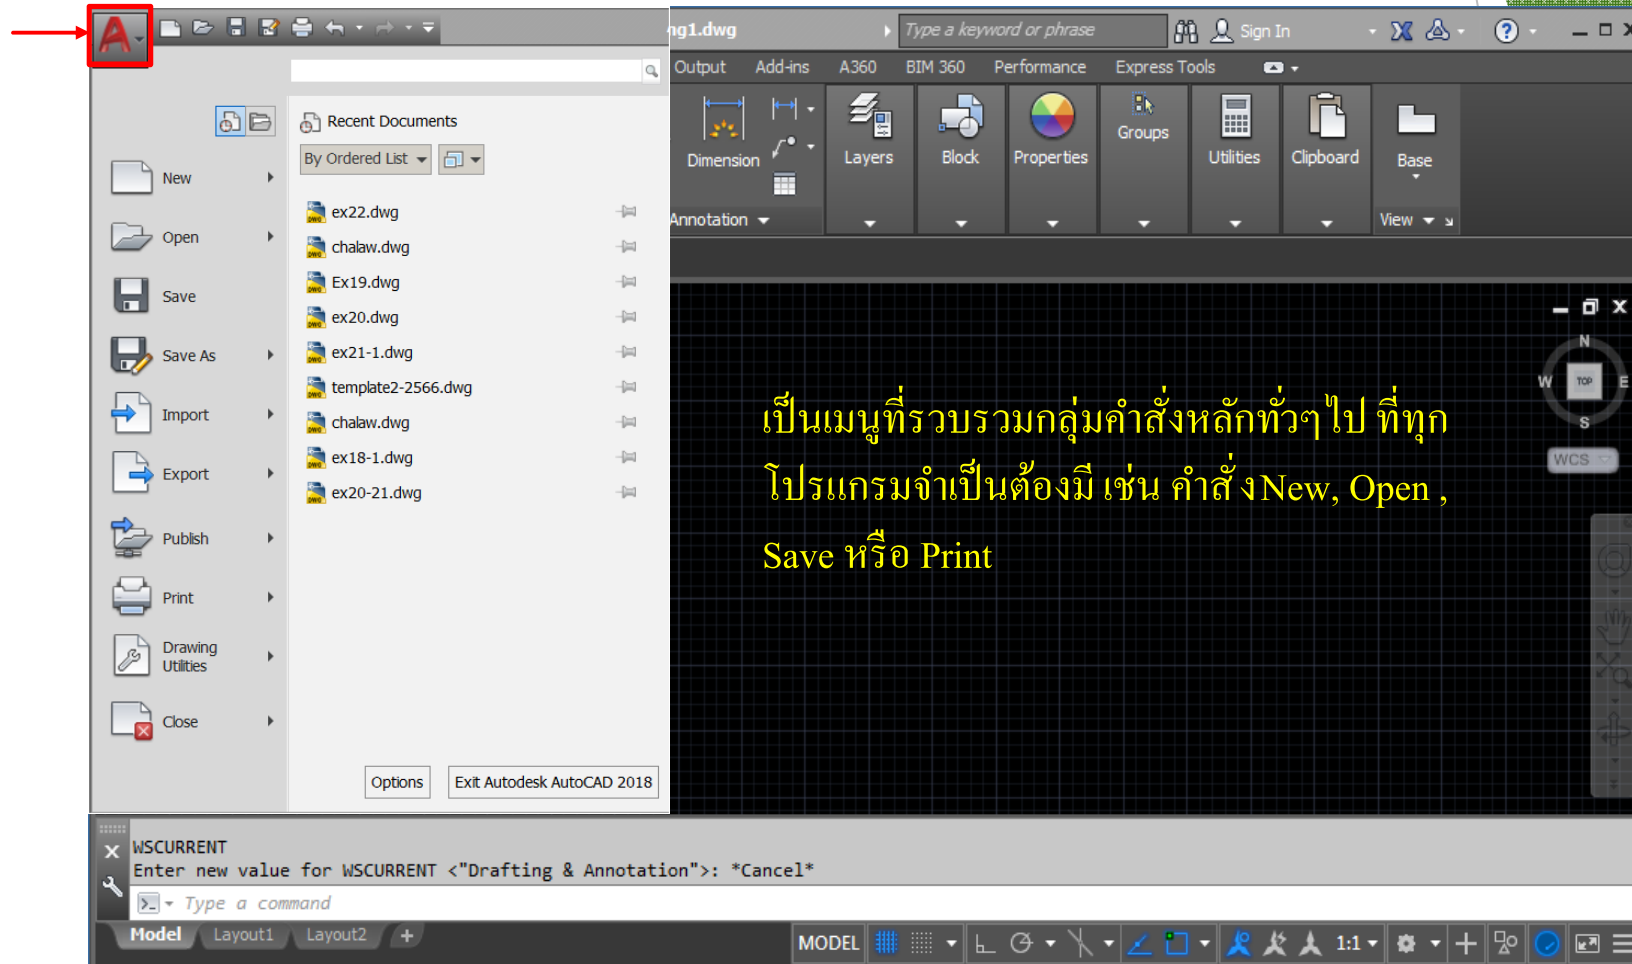 ng1.dwg
Type a keyword or phrase
Sign In
Output Add-ins A360 BIM 360 Performance Express Tools
Recent Documents
By Ordered List
New
Open
Save
Save As
Import
Export
Publish
Print
Drawing
Utilities
Close
ex22.dwg
chalaw.dwg
Ex19.dwg
ex20.dwg
ex21-1.dwg
template2-2566.dwg
chalaw.dwg
ex18-1.dwg
ex20-21.dwg
Options
Exit Autodesk AutoCAD 2018
Dimension
Layers
Block
Properties
Groups
Utilities
Clipboard
Base
Annotation
View
N
W TOP E
S
WCS
เป็นเมนูที่รวบรวมกลุ่มคำสั่งหลักทั่วๆไป ที่ทุก
โปรแกรมจำเป็นต้องมี เช่น คำสั่งNew, Open ,
Save หรือ Print
WSCURRENT
Enter new value for WSCURRENT <"Drafting & Annotation">: *Cancel*
Type a command
Model Layout1 Layout2 +
MODEL 1:1